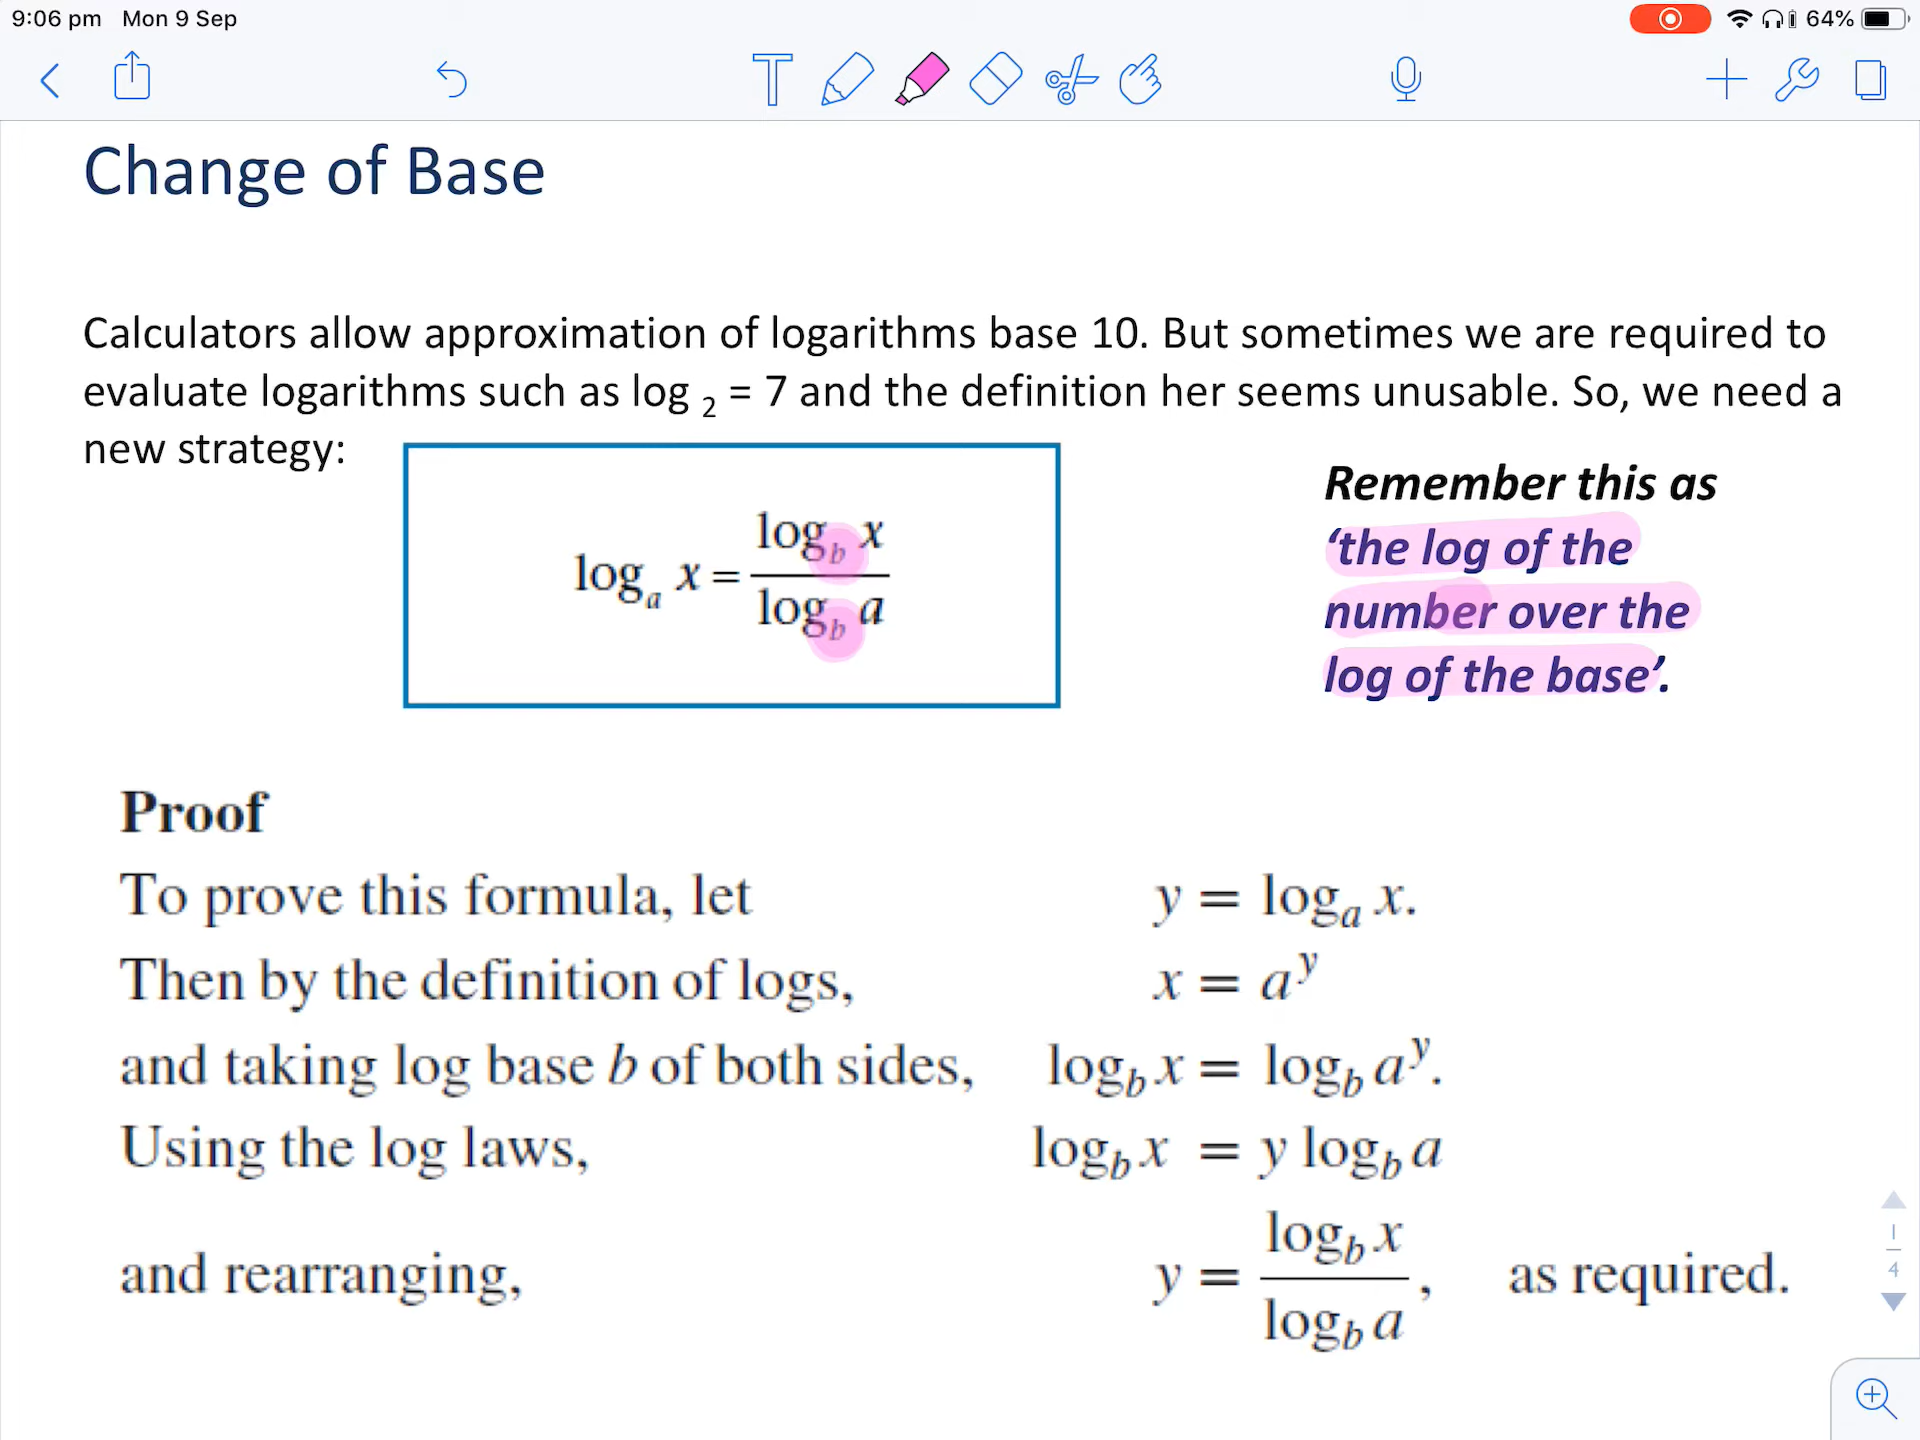 9:06 pm Mon 9 Sep 64%
T
Change of Base
Calculators allow approximation of logarithms base 10. But sometimes we are required to
evaluate logarithms such as log ₂ = 7 and the definition her seems unusable. So, we need a
new strategy:
logₐ x = log_b x / log_b a
Remember this as
‘the log of the
number over the
log of the base’.
Proof
To prove this formula, let y = logₐ x.
Then by the definition of logs, x = a^y
and taking log base b of both sides, log_b x = log_b a^y.
Using the log laws, log_b x = y log_b a
and rearranging, y = log_b x / log_b a, as required.
1
4